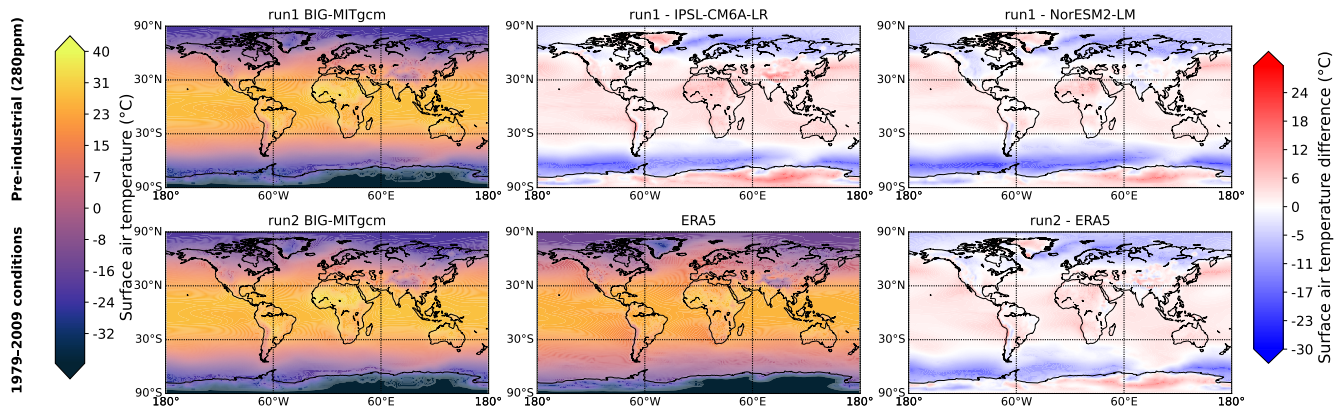 Pre-industrial (280ppm)
1979–2009 conditions
40
31
23
15
7
0
-8
-16
-24
-32
Surface air temperature (°C)
run1 BIG-MITgcm
90°N
30°N
30°S
90°S
180°
60°W
60°E
180°
run1 - IPSL-CM6A-LR
90°N
30°N
30°S
90°S
180°
60°W
60°E
180°
run1 - NorESM2-LM
90°N
30°N
30°S
90°S
180°
60°W
60°E
180°
run2 BIG-MITgcm
90°N
30°N
30°S
90°S
180°
60°W
60°E
180°
ERA5
90°N
30°N
30°S
90°S
180°
60°W
60°E
180°
run2 - ERA5
90°N
30°N
30°S
90°S
180°
60°W
60°E
180°
24
18
12
6
0
-5
-11
-17
-23
-30
Surface air temperature difference (°C)